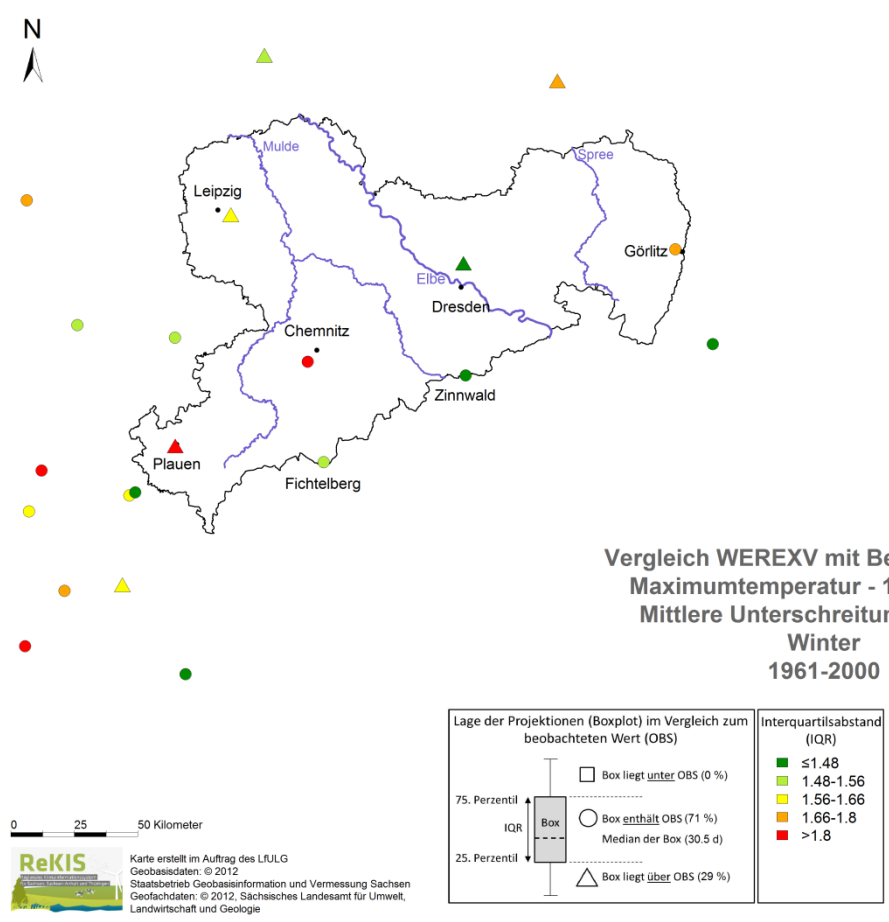 N
Mulde
Spree
Leipzig
Görlitz
Elbe
Dresden
Chemnitz
Zinnwald
Plauen
Fichtelberg
Vergleich WEREXV mit Be
Maximumtemperatur - 1
Mittlere Unterschreitu
Winter
1961-2000
Lage der Projektionen (Boxplot) im Vergleich zum
beobachteten Wert (OBS)
Box liegt unter OBS (0 %)
75. Perzentil
IQR
Box
Box enthält OBS (71 %)
Median der Box (30.5 d)
25. Perzentil
Box liegt über OBS (29 %)
Interquartilsabstand
(IQR)
≤1.48
1.48-1.56
1.56-1.66
1.66-1.8
>1.8
0 25 50 Kilometer
ReKIS
Karte erstellt im Auftrag des LfULG
Geobasisdaten: © 2012
Staatsbetrieb Geobasisinformation und Vermessung Sachsen
Geofachdaten: © 2012, Sächsisches Landesamt für Umwelt,
Landwirtschaft und Geologie